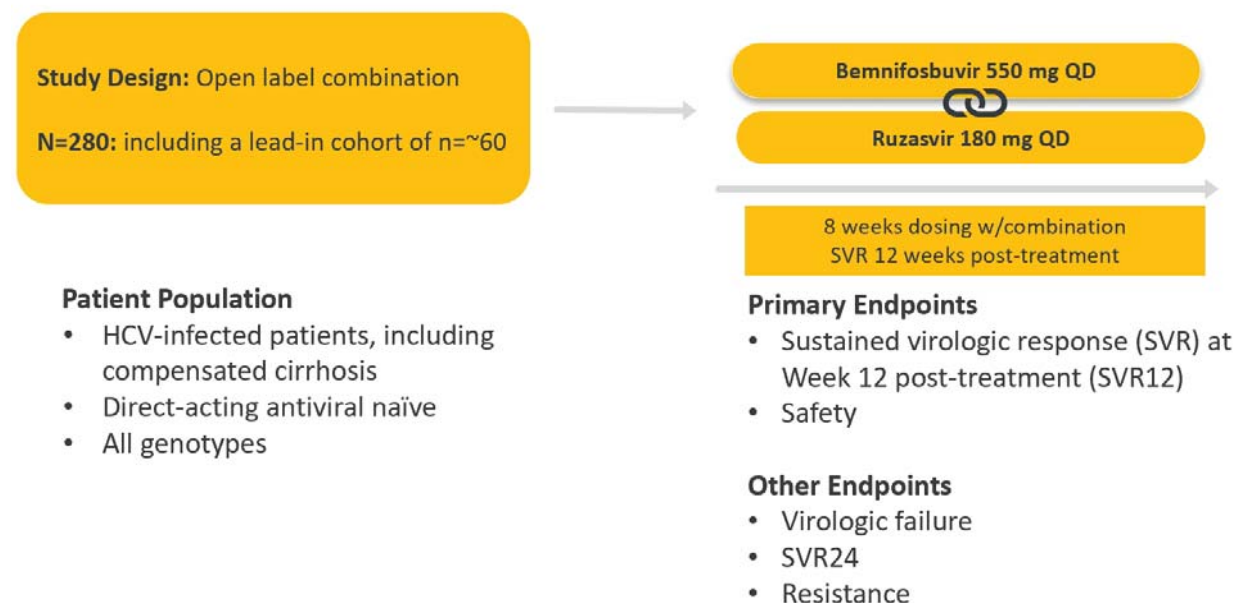 Study Design: Open label combination
N=280: including a lead-in cohort of n=~60
Bemnifosbuvir 550 mg QD
Ruzasvir 180 mg QD
8 weeks dosing w/combination
SVR 12 weeks post-treatment
Patient Population
• HCV-infected patients, including
compensated cirrhosis
• Direct-acting antiviral naïve
• All genotypes
Primary Endpoints
• Sustained virologic response (SVR) at
Week 12 post-treatment (SVR12)
• Safety
Other Endpoints
• Virologic failure
• SVR24
• Resistance